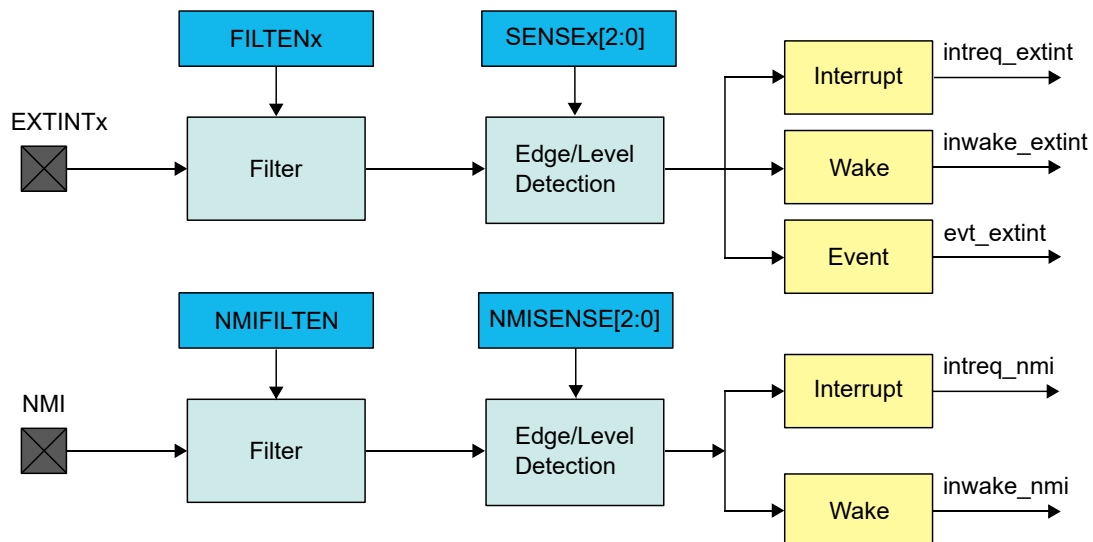 FILTENx
SENSEx[2:0]
intreq_extint
Interrupt
EXTINTx
Filter
Edge/Level
Detection
inwake_extint
Wake
evt_extint
Event
NMIFILTEN
NMISENSE[2:0]
intreq_nmi
Interrupt
NMI
Filter
Edge/Level
Detection
inwake_nmi
Wake